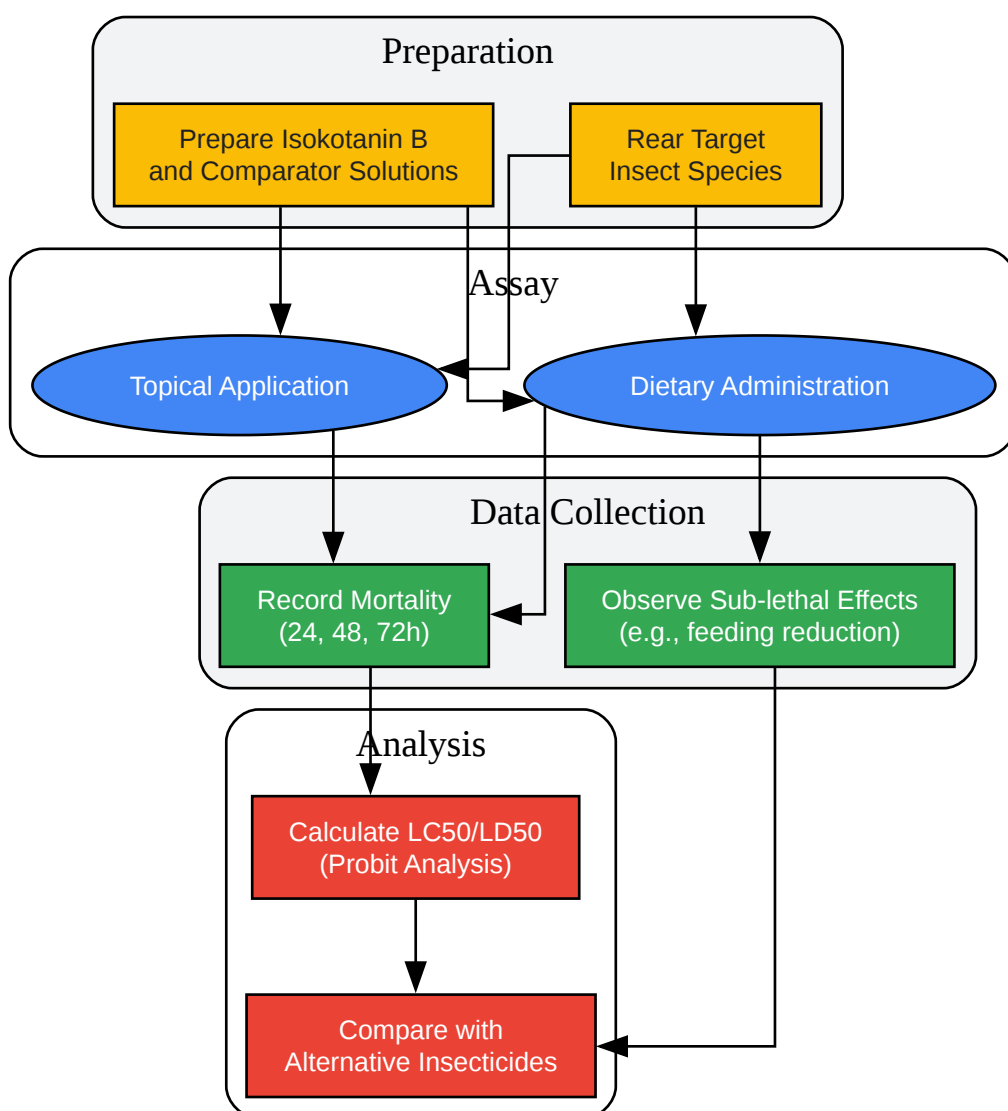 Preparation
Prepare Isokotanin B
and Comparator Solutions
Rear Target
Insect Species
Assay
Topical Application
Dietary Administration
Data Collection
Record Mortality
(24, 48, 72h)
Observe Sub-lethal Effects
(e.g., feeding reduction)
Analysis
Calculate LC50/LD50
(Probit Analysis)
Compare with
Alternative Insecticides